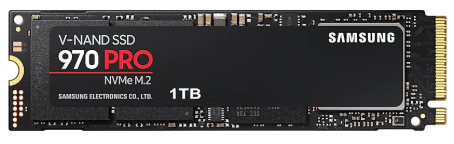 V-NAND SSD
970 PRO
NVMe M.2
SAMSUNG ELECTRONICS CO., LTD.
SAMSUNG
1TB